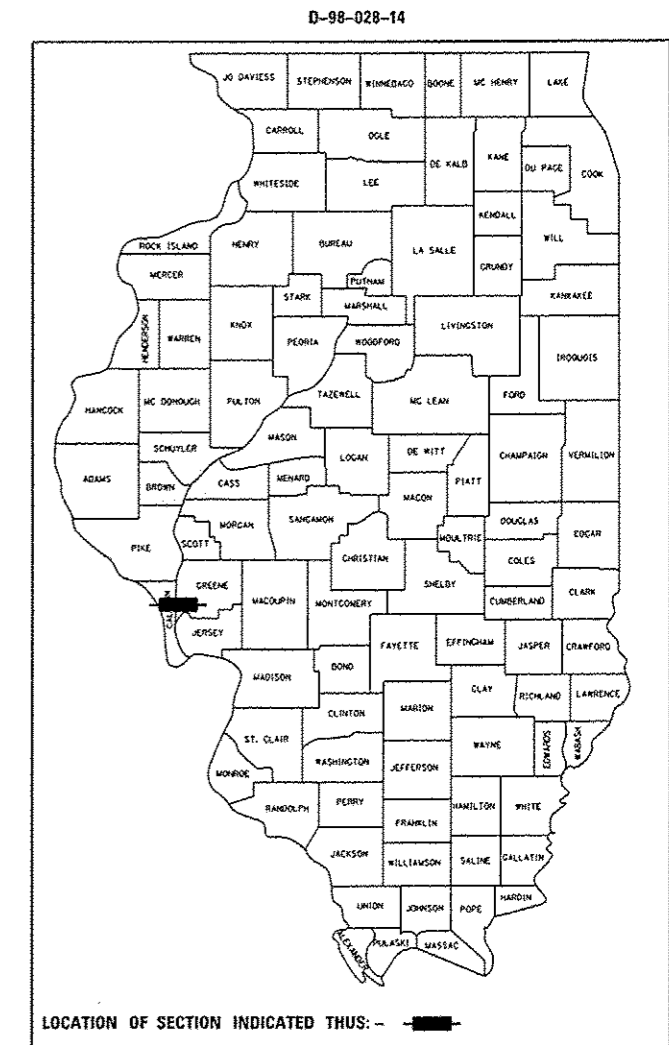 D-98-028-14
JO DAVIESS STEPHENSON WINNEBAGO BOONE MC HENRY LAKE
CARROLL OGLE DE KALB KANE DU PAGE COOK
WHITESIDE LEE KENDALL WILL
ROCK ISLAND HENRY BUREAU LA SALLE GRUNDY
MERCER PUTNAM KANKAKEE
HENDERSON WARREN KNOX STARK MARSHALL LIVINGSTON
PEORIA WOODFORD IROQUOIS
HANCOCK MC DONOUGH FULTON TAZEWELL MC LEAN FORD
SCHUYLER MASON LOGAN DE WITT CHAMPAIGN VERMILION
ADAMS BROWN CASS MENARD MACON PIATT
PIKE SCOTT MORGAN SANGAMON CHRISTIAN MOULTRIE DOUGLAS EDGAR
COLES
GREENE MACOUPIN MONTGOMERY SHELBY CUMBERLAND CLARK
JERSEY FAYETTE EFFINGHAM JASPER CRAWFORD
MADISON BOND CLAY RICHLAND LAWRENCE
CLINTON MARION
ST. CLAIR WAYNE EDWARDS WABASH
MONROE WASHINGTON JEFFERSON
RANDOLPH PERRY HAMILTON WHITE
FRANKLIN
JACKSON WILLIAMSON SALINE GALLATIN
UNION JOHNSON POPE HARDIN
ALEXANDER PULASKI MASSAC
LOCATION OF SECTION INDICATED THUS: -